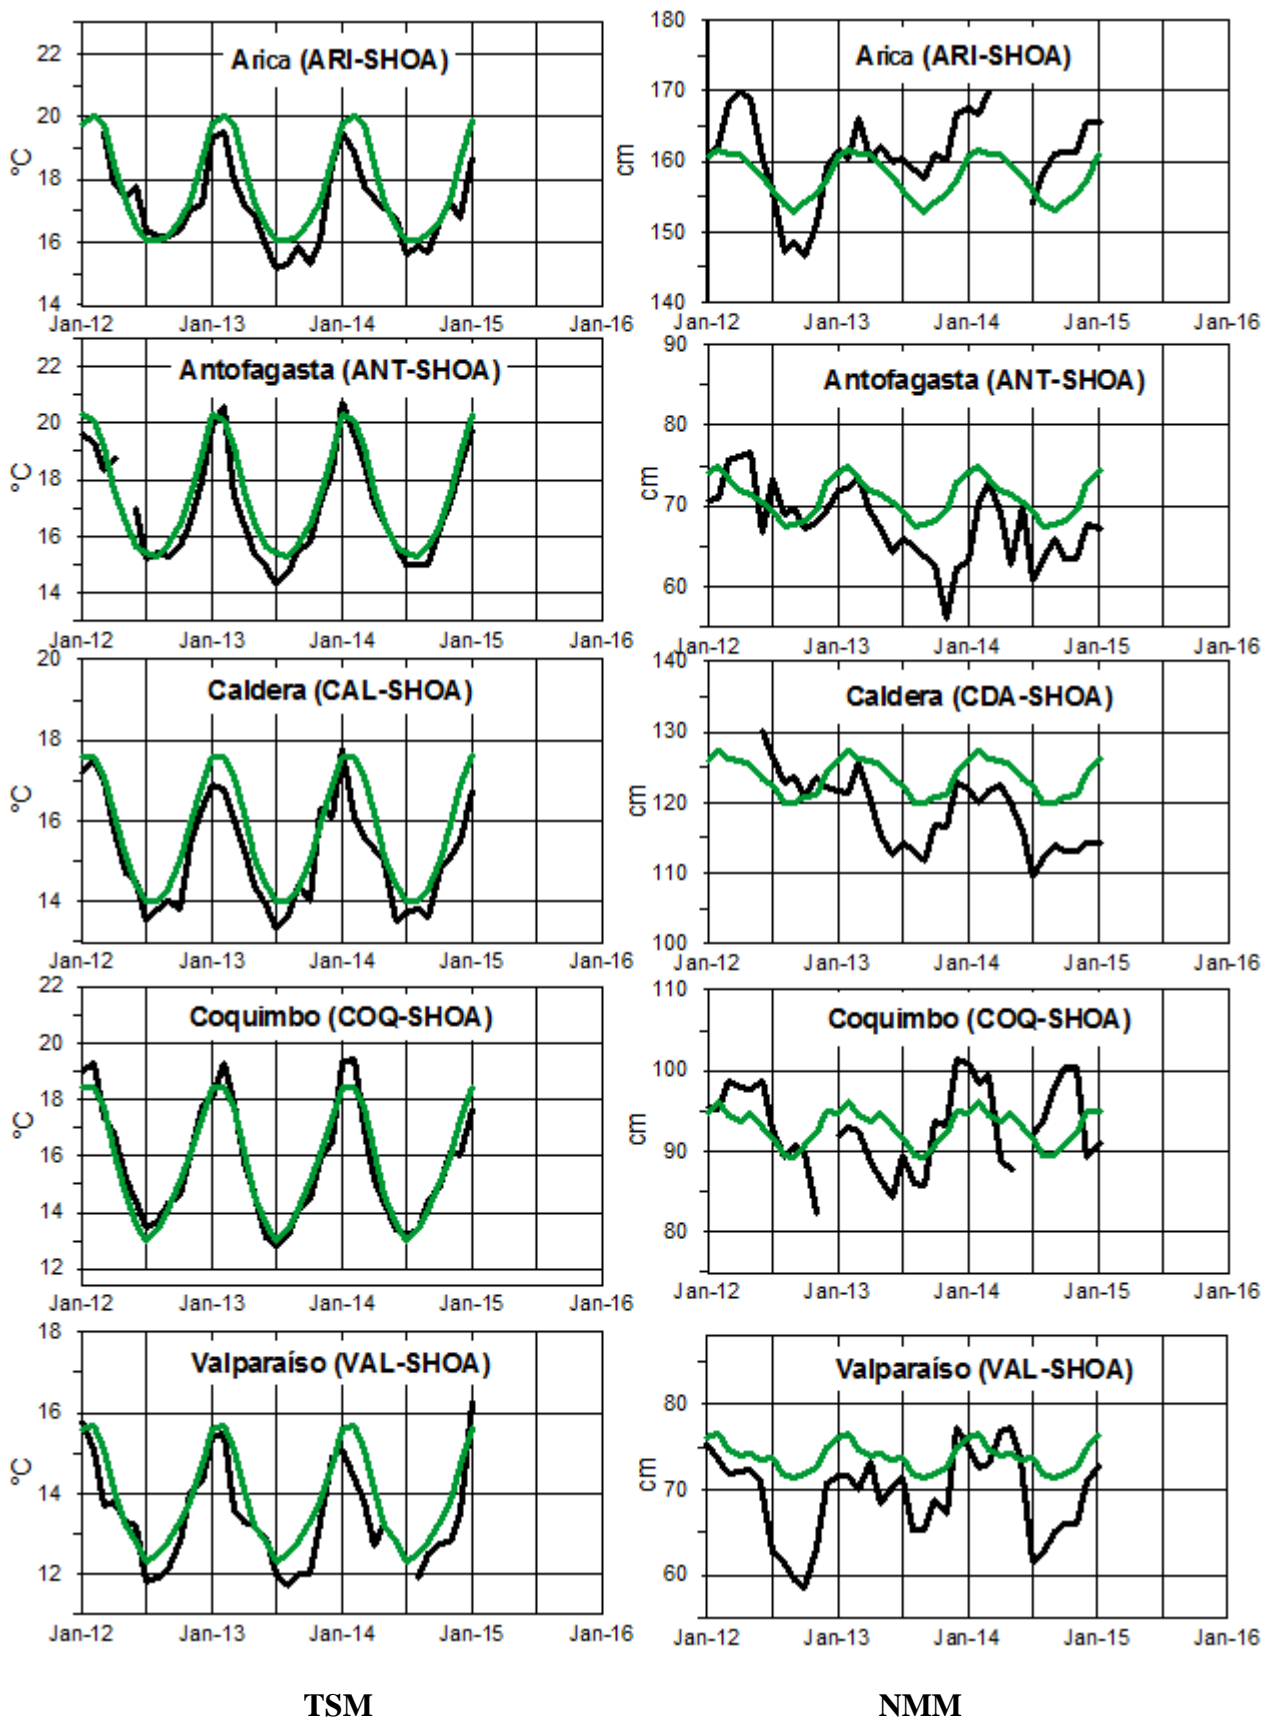 Arica (ARI-SHOA)
22
20
18
16
14
°C
Jan-12 Jan-13 Jan-14 Jan-15 Jan-16
Arica (ARI-SHOA)
180
170
160
150
140
cm
Jan-12 Jan-13 Jan-14 Jan-15 Jan-16
Antofagasta (ANT-SHOA)
22
20
18
16
14
°C
Jan-12 Jan-13 Jan-14 Jan-15 Jan-16
Antofagasta (ANT-SHOA)
90
80
70
60
cm
Jan-12 Jan-13 Jan-14 Jan-15 Jan-16
Caldera (CAL-SHOA)
20
18
16
14
°C
Jan-12 Jan-13 Jan-14 Jan-15 Jan-16
Caldera (CDA-SHOA)
140
130
120
110
100
cm
Jan-12 Jan-13 Jan-14 Jan-15 Jan-16
Coquimbo (COQ-SHOA)
22
20
18
16
14
12
°C
Jan-12 Jan-13 Jan-14 Jan-15 Jan-16
Coquimbo (COQ-SHOA)
110
100
90
80
cm
Jan-12 Jan-13 Jan-14 Jan-15 Jan-16
Valparaíso (VAL-SHOA)
18
16
14
12
°C
Jan-12 Jan-13 Jan-14 Jan-15 Jan-16
Valparaíso (VAL-SHOA)
80
70
60
cm
Jan-12 Jan-13 Jan-14 Jan-15 Jan-16
TSM
NMM